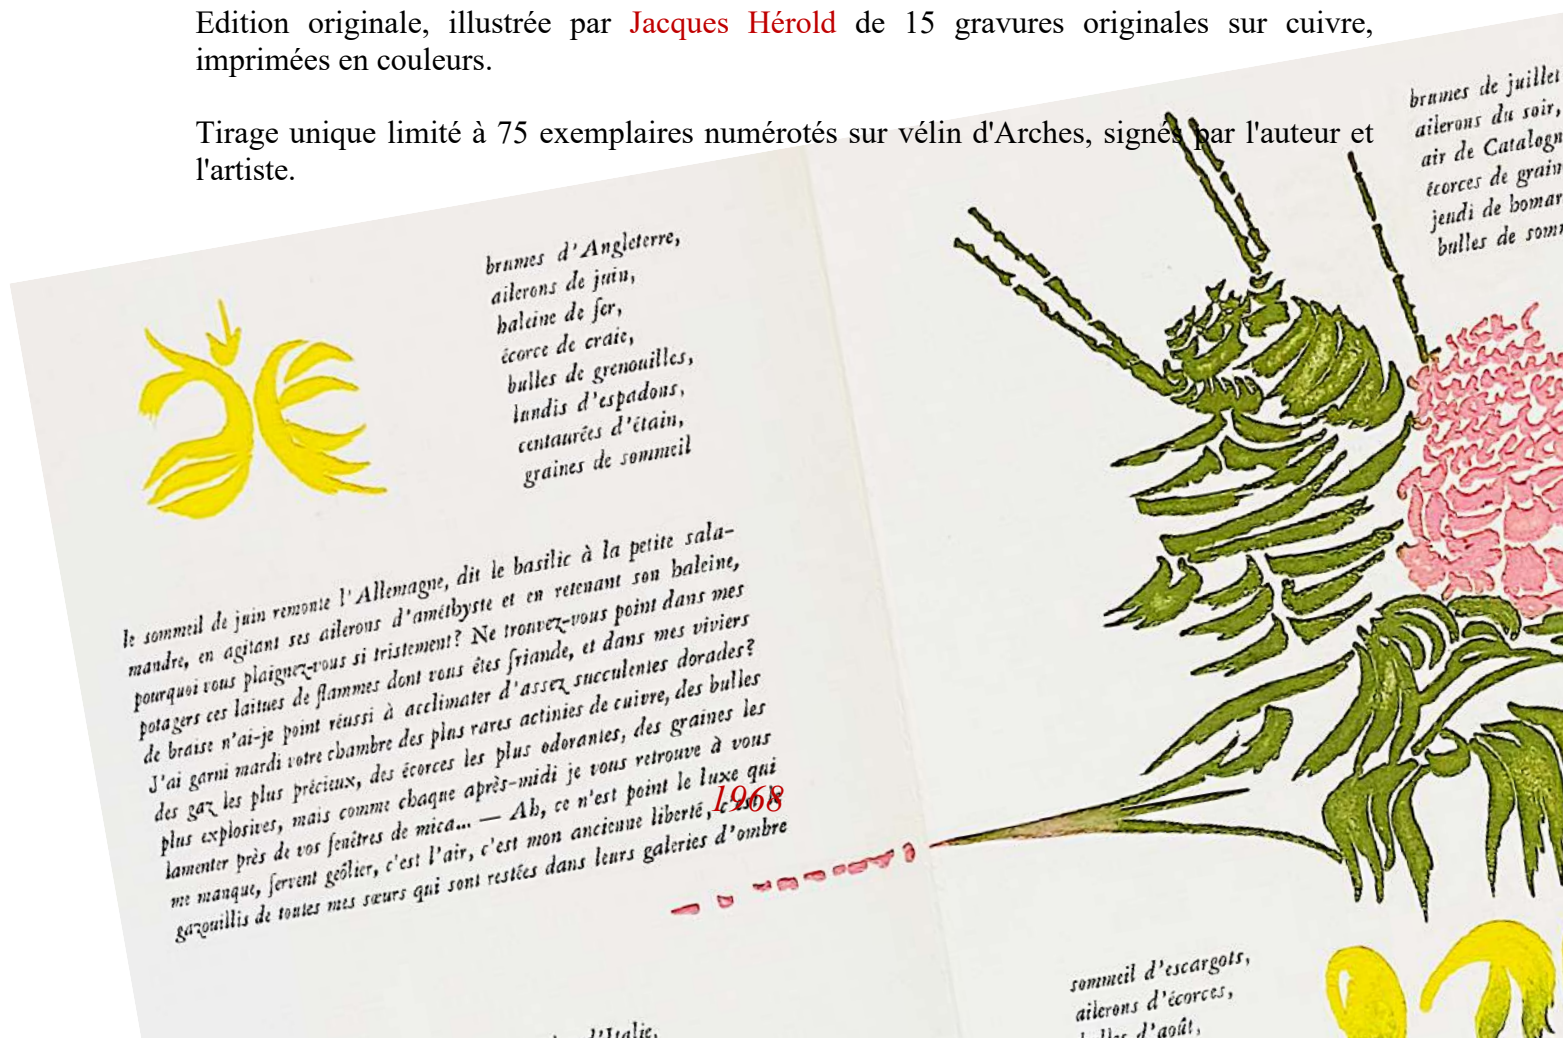 Edition originale, illustrée par Jacques Hérold de 15 gravures originales sur cuivre,
imprimées en couleurs.
Tirage unique limité à 75 exemplaires numérotés sur vélin d'Arches, signés par l'auteur et
l'artiste.
brumes d'Angleterre,
ailerons de juin,
haleine de fer,
écorce de craie,
bulles de grenouilles,
lundis d'espadons,
centaurées d'étain,
graines de sommeil
le sommeil de juin remonte l'Allemagne, dit le basilic à la petite sala-
mandre, en agitant ses ailerons d'améthyste et en retenant son haleine,
pourquoi vous plaignez-vous si tristement? Ne trouvez-vous point dans mes
potagers ces laitues de flammes dont vous êtes friande, et dans mes viviers
de braise n'ai-je point réussi à acclimater d'assez succulentes dorades?
J'ai garni mardi votre chambre des plus rares actinies de cuivre, des bulles
des gaz les plus précieux, des écorces les plus odorantes, des graines les
plus explosives, mais comme chaque après-midi je vous retrouve à vous
lamenter près de vos fenêtres de mica... — Ah, ce n'est point le luxe qui
me manque, fervent geôlier, c'est l'air, c'est mon ancienne liberté, c'est le
gazouillis de toutes mes sœurs qui sont restées dans leurs galeries d'ombre
1968
d'Italie,
brumes de juillet
ailerons du soir,
air de Catalogn
écorces de grain
jeudi de homar
bulles de somm
sommeil d'escargots,
ailerons d'écorces,
d'août,